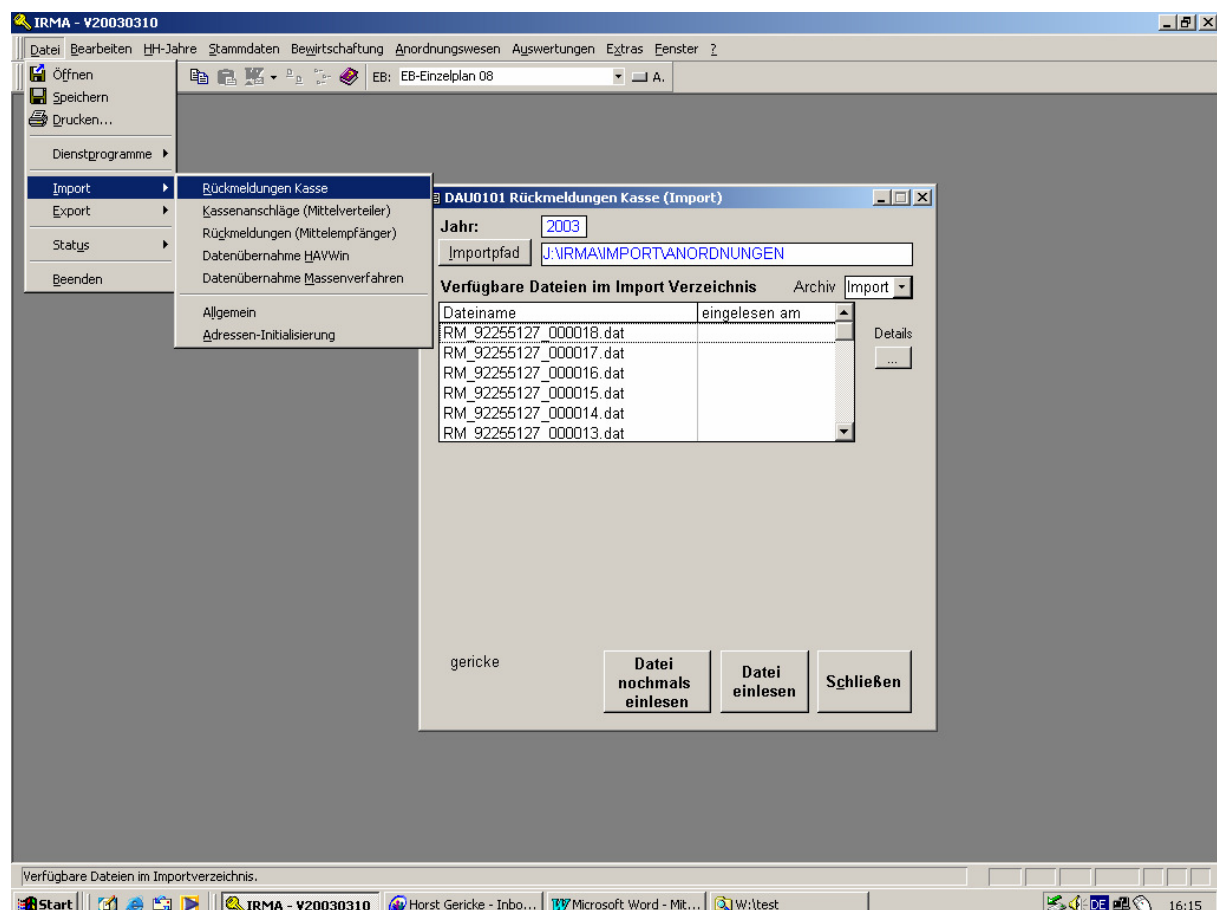 IRMA - V20030310
Datei Bearbeiten HH-Jahre Stammdaten Bewirtschaftung Anordnungswesen Auswertungen Extras Fenster ?
EB: EB-Einzelplan 08 A.
Öffnen
Speichern
Drucken...
Dienstprogramme
Import
Export
Status
Beenden
Rückmeldungen Kasse
Kassenanschläge (Mittelverteiler)
Rückmeldungen (Mittelempfänger)
Datenübernahme HAVWin
Datenübernahme Massenverfahren
Allgemein
Adressen-Initialisierung
DAU0101 Rückmeldungen Kasse (Import)
Jahr: 2003
Importpfad J:\IRMA\IMPORT\ANORDNUNGEN
Verfügbare Dateien im Import Verzeichnis Archiv Import
Dateiname eingelesen am
RM_92255127_000018.dat
RM_92255127_000017.dat
RM_92255127_000016.dat
RM_92255127_000015.dat
RM_92255127_000014.dat
RM_92255127_000013.dat
Details
...
gericke
Datei
nochmals
einlesen
Datei
einlesen
Schließen
Verfügbare Dateien im Importverzeichnis.
Start IRMA - V20030310 Horst Gericke - Inbo... Microsoft Word - Mit... W:\test DE 16:15